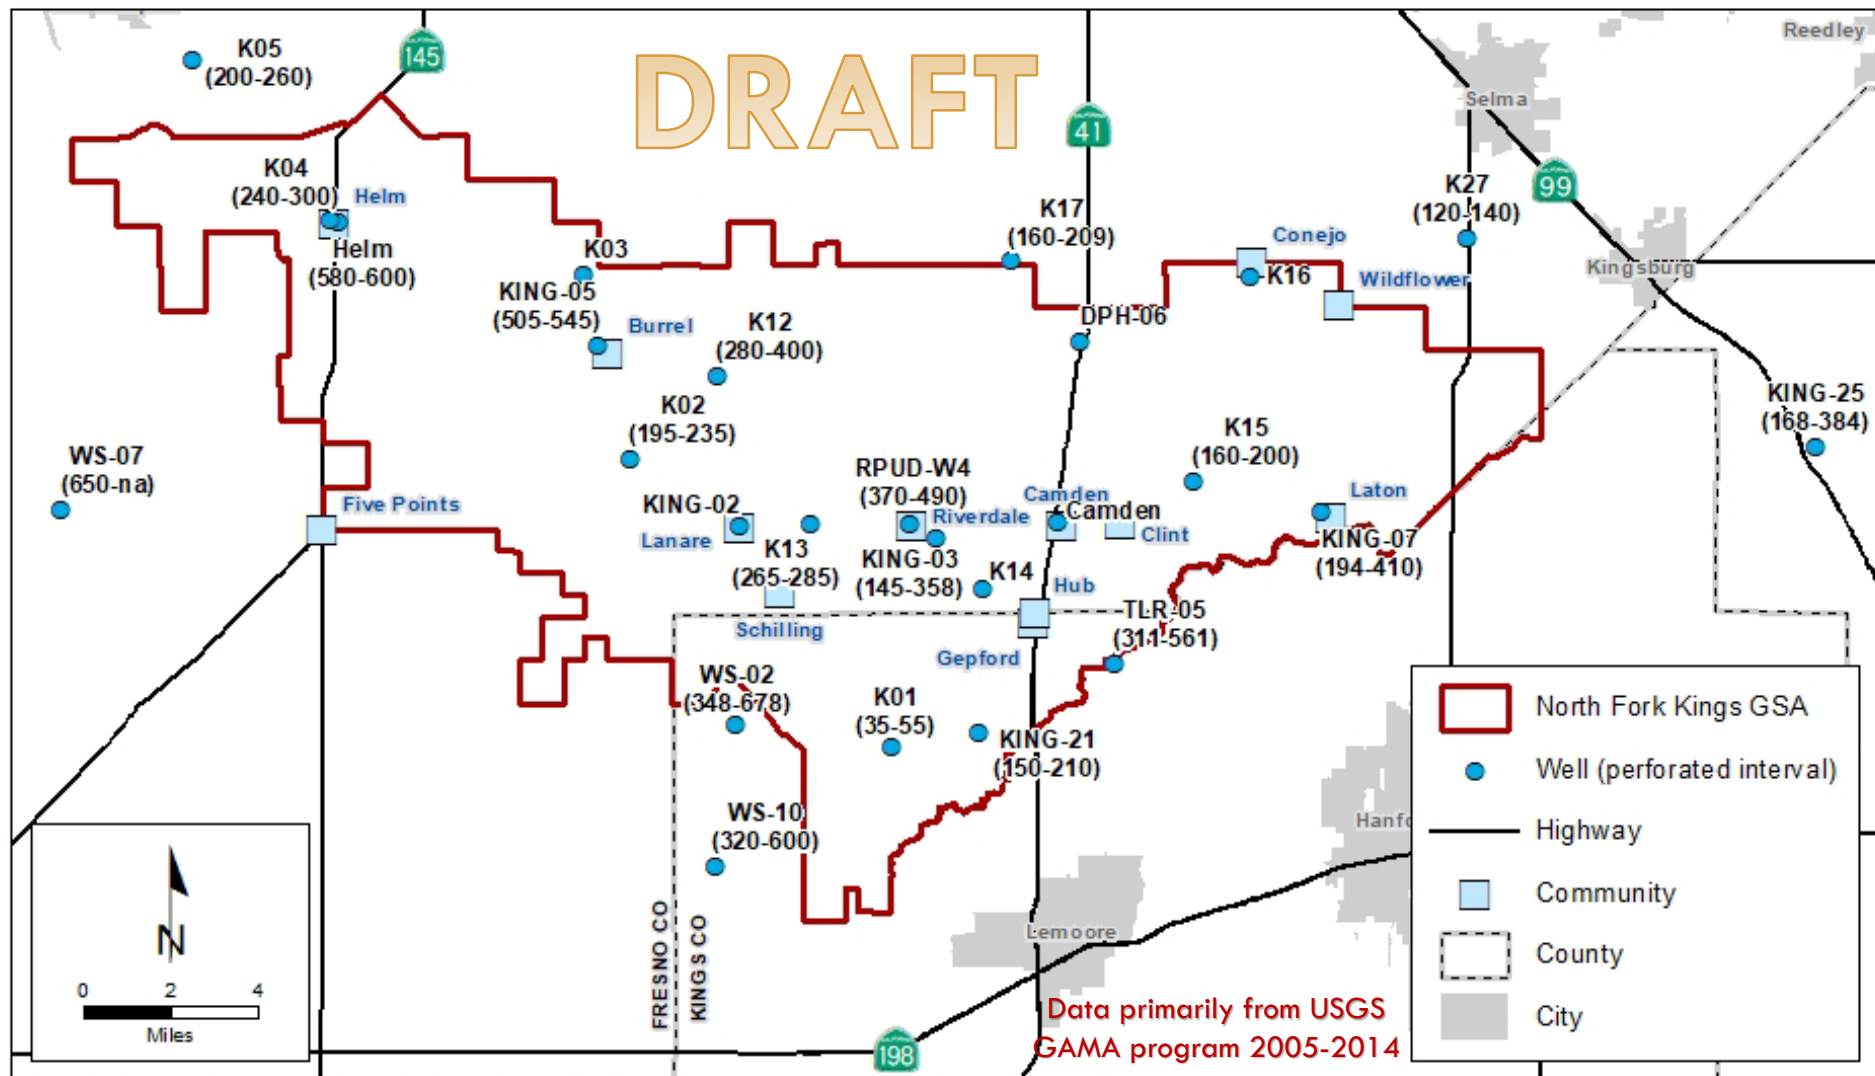 K05
(200-260)
145
DRAFT
41
Reedley
Selma
99
K04
(240-300)
Helm
Helm
(580-600)
K03
KING-05
(505-545)
Burrel
K12
(280-400)
K17
(160-209)
Conejo
K16
K27
(120-140)
Wildflower
Kingsburg
DPH-06
K02
(195-235)
K15
(160-200)
KING-25
(168-384)
WS-07
(650-na)
Five Points
KING-02
Lanare
K13
(265-285)
RPUD-W4
(370-490)
Riverdale
KING-03
(145-358)
Camden
Camden
Clint
Laton
KING-07
(194-410)
K14
Hub
Schilling
Gepford
TLR-05
(311-561)
WS-02
(348-678)
K01
(35-55)
KING-21
(150-210)
WS-10
(320-600)
FRESNO CO
KINGS CO
Lemoore
Hanfo
198
Data primarily from USGS
GAMA program 2005-2014
N
0 2 4
Miles
North Fork Kings GSA
Well (perforated interval)
Highway
Community
County
City